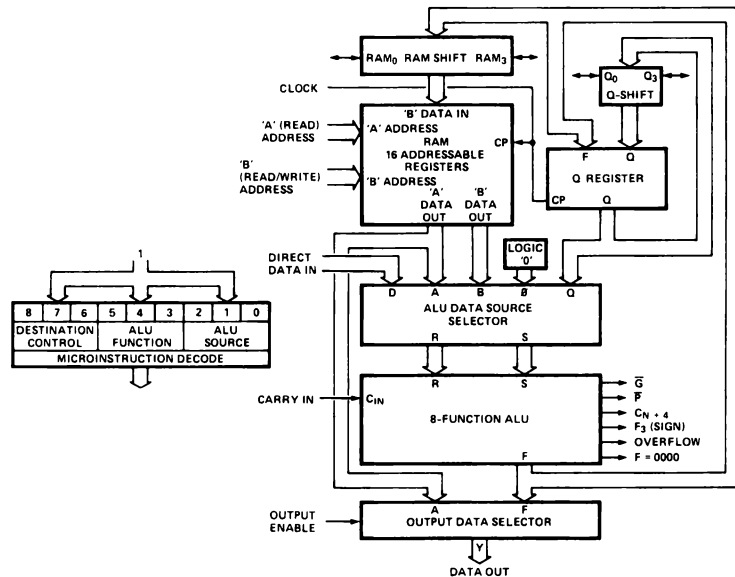 RAM₀ RAM SHIFT RAM₃
Q₀ Q₃
Q-SHIFT
CLOCK
'B' DATA IN
'A' (READ)
ADDRESS
'A' ADDRESS
RAM
CP
16 ADDRESSABLE
REGISTERS
'B'
(READ/WRITE)
ADDRESS
'B' ADDRESS
'A'
DATA
OUT
'B'
DATA
OUT
F Q
Q REGISTER
CP Q
1
DIRECT
DATA IN
LOGIC
'0'
D A B Ø Q
ALU DATA SOURCE
SELECTOR
R S
8 7 6 5 4 3 2 1 0
DESTINATION
CONTROL
ALU
FUNCTION
ALU
SOURCE
MICROINSTRUCTION DECODE
R S
CARRY IN
C_IN
8-FUNCTION ALU
F
G̅
P̅
C_N + 4
F₃ (SIGN)
OVERFLOW
F = 0000
A F
OUTPUT
ENABLE
OUTPUT DATA SELECTOR
Y
DATA OUT